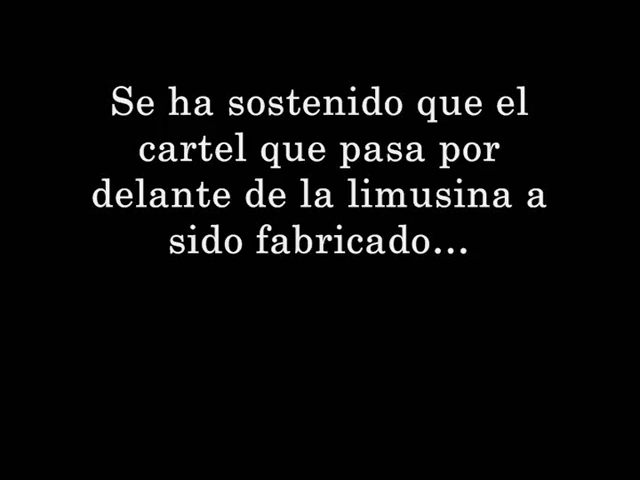 Se ha sostenido que el
cartel que pasa por
delante de la limusina a
sido fabricado...